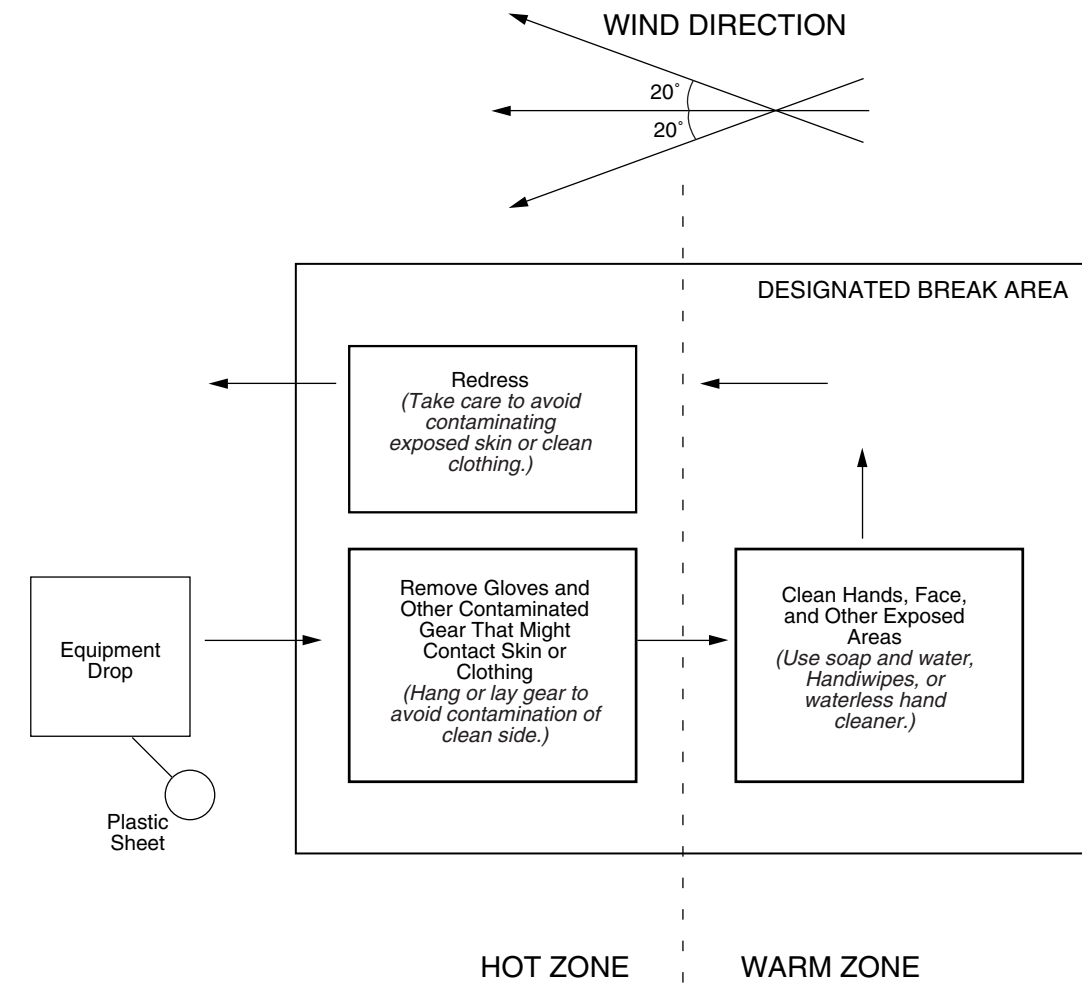 WIND DIRECTION
20°
20°
DESIGNATED BREAK AREA
Redress
(Take care to avoid
contaminating
exposed skin or clean
clothing.)
Equipment
Drop
Remove Gloves and
Other Contaminated
Gear That Might
Contact Skin or
Clothing
(Hang or lay gear to
avoid contamination of
clean side.)
Clean Hands, Face,
and Other Exposed
Areas
(Use soap and water,
Handiwipes, or
waterless hand
cleaner.)
Plastic
Sheet
HOT ZONE
WARM ZONE